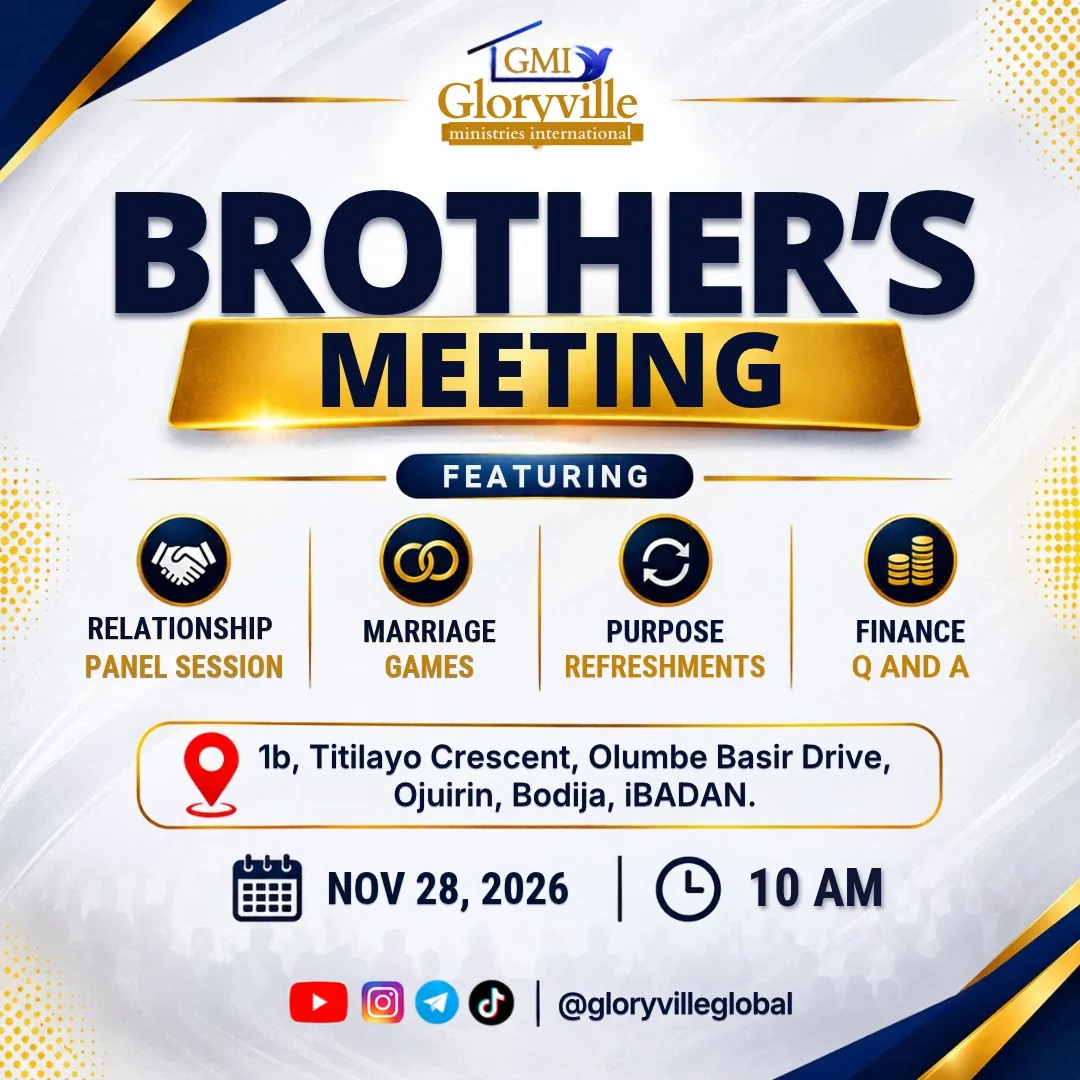 GMI
Gloryville
ministries international
BROTHER’S
MEETING
FEATURING
RELATIONSHIP
PANEL SESSION
MARRIAGE
GAMES
PURPOSE
REFRESHMENTS
FINANCE
Q AND A
1b, Titilayo Crescent, Olumbe Basir Drive,
Ojuirin, Bodija, iBADAN.
NOV 28, 2026
10 AM
@gloryvilleglobal